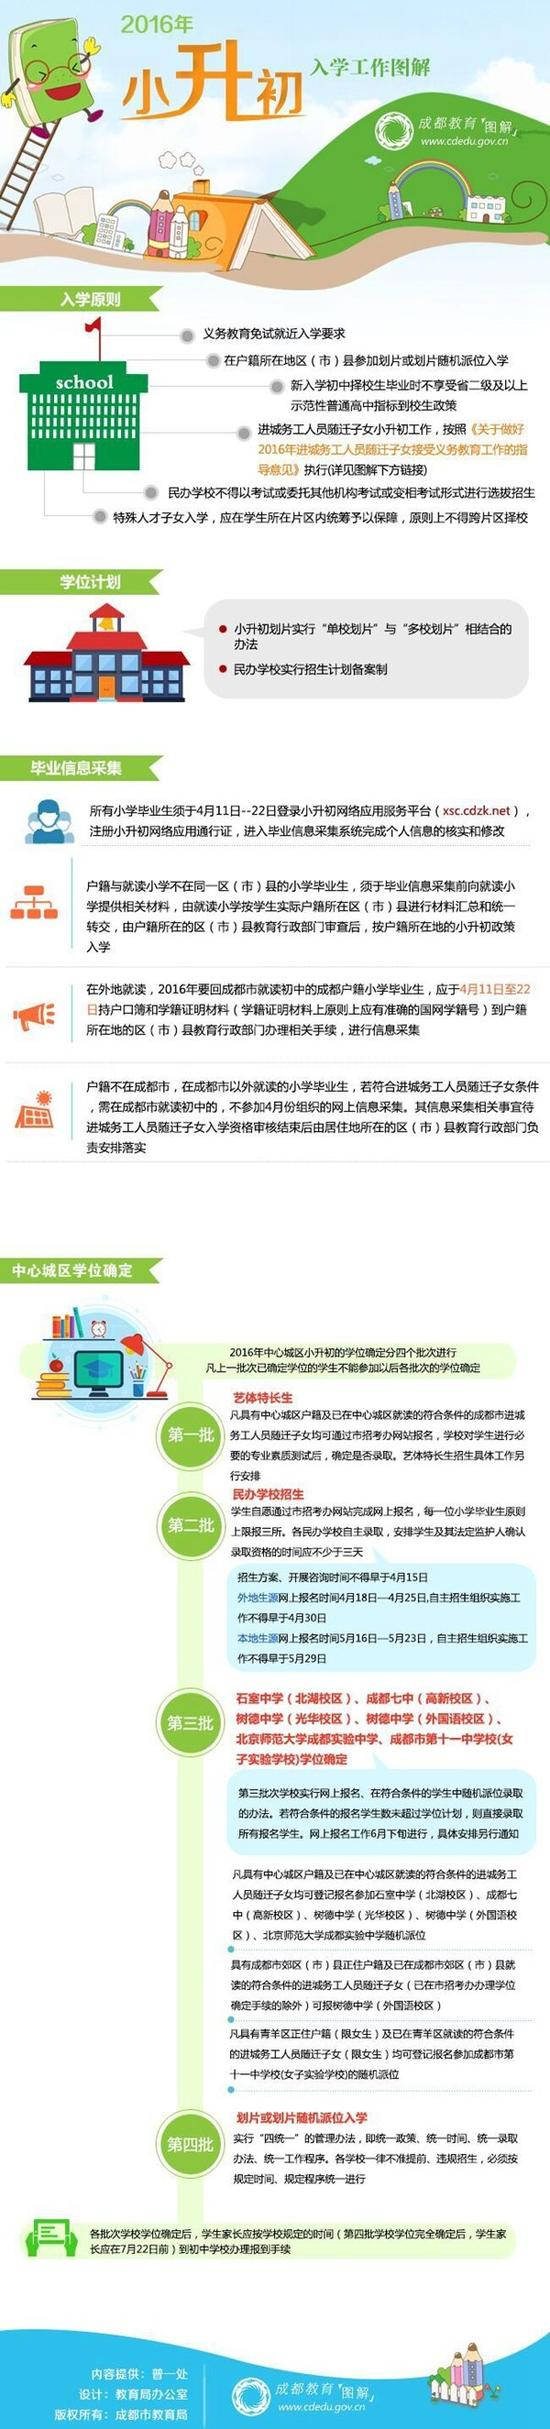 2016年
小升初 入学工作图解
成都教育「图解」
www.cdedu.gov.cn
入学原则
school
义务教育免试就近入学要求
在户籍所在地区（市）县参加划片或划片随机派位入学
新入学初中择校生毕业时不享受省二级及以上
示范性普通高中指标到校生政策
进城务工人员随迁子女小升初工作，按照《关于做好
2016年进城务工人员随迁子女接受义务教育工作的指
导意见》执行(详见图解下方链接)
民办学校不得以考试或委托其他机构考试或变相考试形式进行选拔招生
特殊人才子女入学，应在学生所在片区内统筹予以保障，原则上不得跨片区择校
学位计划
小升初划片实行“单校划片”与“多校划片”相结合的
办法
民办学校实行招生计划备案制
毕业信息采集
所有小学毕业生须于4月11日--22日登录小升初网络应用服务平台（xsc.cdzk.net），
注册小升初网络应用通行证，进入毕业信息采集系统完成个人信息的核实和修改
户籍与就读小学不在同一区（市）县的小学毕业生，须于毕业信息采集前向就读小
学提供相关材料，由就读小学按学生实际户籍所在区（市）县进行材料汇总和统一
转交，由户籍所在的区（市）县教育行政部门审查后，按户籍所在地的小升初政策
入学
在外地就读，2016年要回成都市就读初中的成都户籍小学毕业生，应于4月11日至22
日持户口簿和学籍证明材料（学籍证明材料上原则上应有准确的国网学籍号）到户籍
所在地的区（市）县教育行政部门办理相关手续，进行信息采集
户籍不在成都市，在成都市以外就读的小学毕业生，若符合进城务工人员随迁子女条件
，需在成都市就读初中的，不参加4月份组织的网上信息采集。其信息采集相关事宜待
进城务工人员随迁子女入学资格审核结束后由居住地所在的区（市）县教育行政部门负
责安排落实
中心城区学位确定
2016年中心城区小升初的学位确定分四个批次进行
凡上一批次已确定学位的学生不能参加以后各批次的学位确定
第一批
艺体特长生
凡具有中心城区户籍及已在中心城区就读的符合条件的成都市进城
务工人员随迁子女均可通过市招考办网站报名，学校对学生进行必
要的专业素质测试后，确定是否录取。艺体特长生招生具体工作另
行安排
第二批
民办学校招生
学生自愿通过市招考办网站完成网上报名，每一位小学毕业生原则
上限报三所。各民办学校自主录取，安排学生及其法定监护人确认
录取资格的时间应不少于三天
招生方案、开展咨询时间不得早于4月15日
外地生源网上报名时间4月18日—4月25日,自主招生组织实施工
作不得早于4月30日
本地生源网上报名时间5月16日—5月23日，自主招生组织实施工
作不得早于5月29日
第三批
石室中学（北湖校区）、成都七中（高新校区）、
树德中学（光华校区）、树德中学（外国语校区）、
北京师范大学成都实验中学、成都市第十一中学校(女
子实验学校)学位确定
第三批次学校实行网上报名、在符合条件的学生中随机派位录取
的办法。若符合条件的报名学生数未超过学位计划，则直接录取
所有报名学生。网上报名工作6月下旬进行，具体安排另行通知
凡具有中心城区户籍及已在中心城区就读的符合条件的进城务工
人员随迁子女均可登记报名参加石室中学（北湖校区）、成都七
中（高新校区）、树德中学（光华校区）、树德中学（外国语校
区）、北京师范大学成都实验中学随机派位
具有成都市郊区（市）县正住户籍及已在成都市郊区（市）县就
读的符合条件的进城务工人员随迁子女（已在市招考办办理学位
确定手续的除外）可报树德中学（外国语校区）
凡具有青羊区正住户籍（限女生）及已在青羊区就读的符合条件
的进城务工人员随迁子女（限女生）均可登记报名参加成都市第
十一中学校(女子实验学校)的随机派位
第四批
划片或划片随机派位入学
实行“四统一”的管理办法，即统一政策、统一时间、统一录取
办法、统一工作程序。各学校一律不准提前、违规招生，必须按
规定时间、规定程序统一进行
各批次学校学位确定后，学生家长应按学校规定的时间（第四批学校学位完全确定后，学生家
长应在7月22日前）到初中学校办理报到手续
内容提供：普一处
设计：教育局办公室
版权所有：成都市教育局
成都教育「图解」
www.cdedu.gov.cn